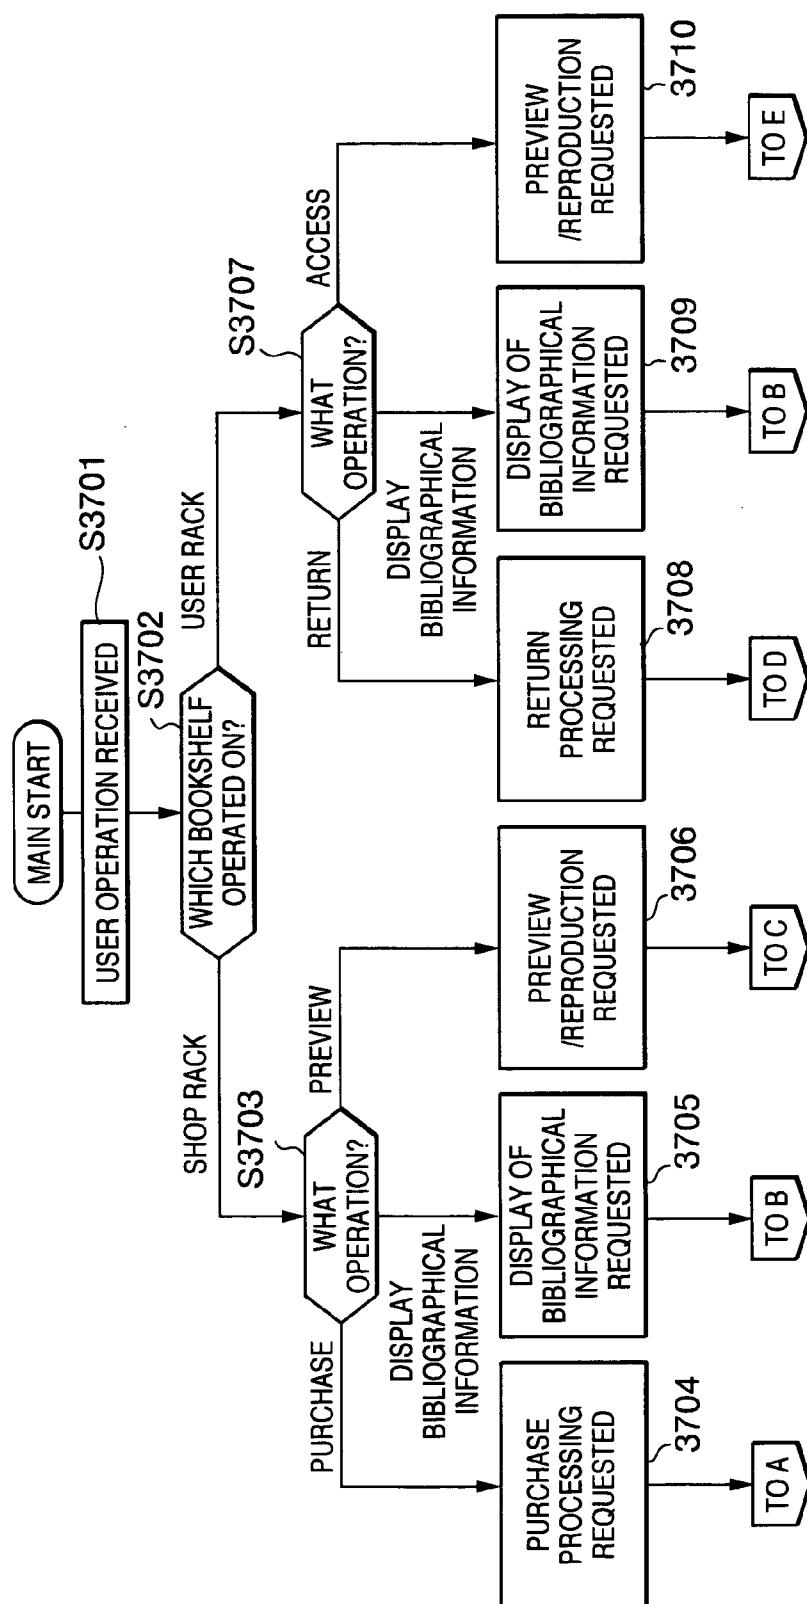 MAIN START
S3701
USER OPERATION RECEIVED
S3702
WHICH BOOKSHELF
OPERATED ON?
SHOP RACK
USER RACK
S3703
WHAT
OPERATION?
PURCHASE
DISPLAY
BIBLIOGRAPHICAL
INFORMATION
PREVIEW
S3707
WHAT
OPERATION?
RETURN
DISPLAY
BIBLIOGRAPHICAL
INFORMATION
ACCESS
PURCHASE
PROCESSING
REQUESTED
3704
TO A
DISPLAY OF
BIBLIOGRAPHICAL
INFORMATION
REQUESTED
3705
TO B
PREVIEW
/REPRODUCTION
REQUESTED
3706
TO C
RETURN
PROCESSING
REQUESTED
3708
TO D
DISPLAY OF
BIBLIOGRAPHICAL
INFORMATION
REQUESTED
3709
TO B
PREVIEW
/REPRODUCTION
REQUESTED
3710
TO E